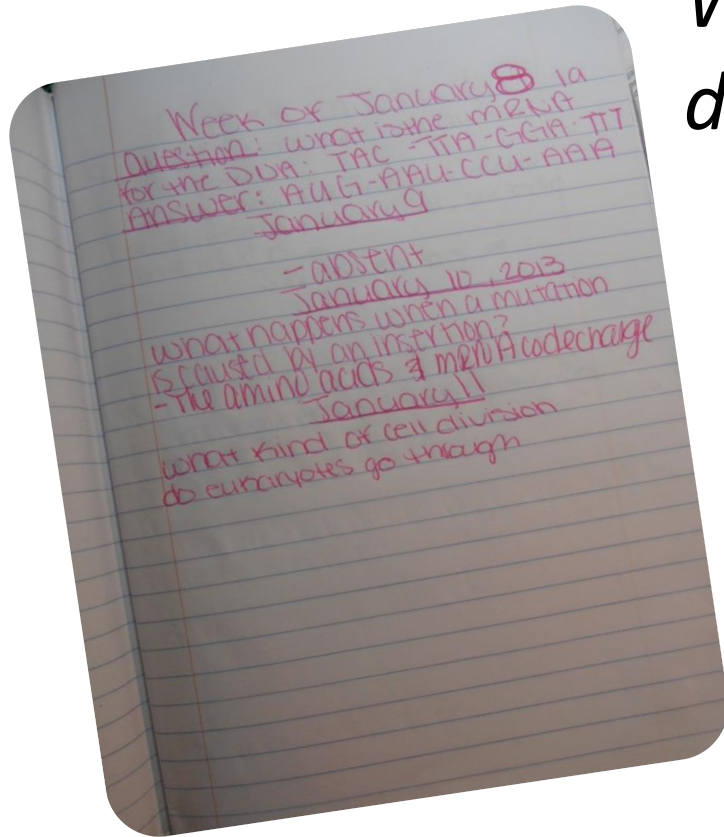 Week of January 8
Question: what is the mRNA
for the DNA: TAC - TTA - GGA - TTT
Answer: AUG - AAU - CCU - AAA
January 9
- absent
January 10, 2013
what happens when a mutation
is caused by an insertion?
- The amino acids & mRNA code change
January 11
what kind of cell division
do eukaryotes go through
d